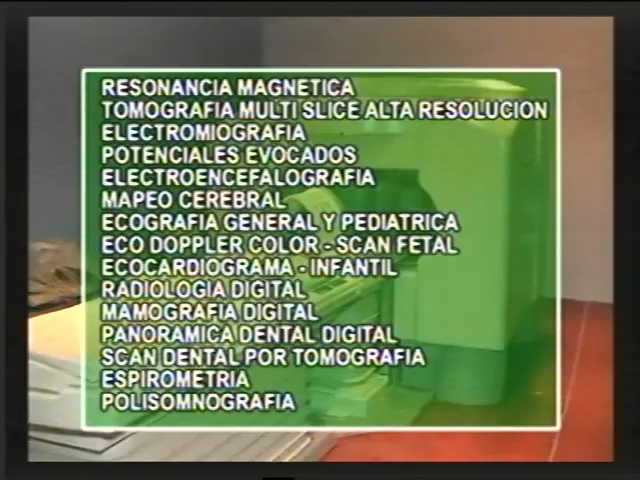 RESONANCIA MAGNETICA
TOMOGRAFIA MULTI SLICE ALTA RESOLUCION
ELECTROMIOGRAFIA
POTENCIALES EVOCADOS
ELECTROENCEFALOGRAFIA
MAPEO CEREBRAL
ECOGRAFIA GENERAL Y PEDIATRICA
ECO DOPPLER COLOR - SCAN FETAL
ECOCARDIOGRAMA - INFANTIL
RADIOLOGIA DIGITAL
MAMOGRAFIA DIGITAL
PANORAMICA DENTAL DIGITAL
SCAN DENTAL POR TOMOGRAFIA
ESPIROMETRIA
POLISOMNOGRAFIA